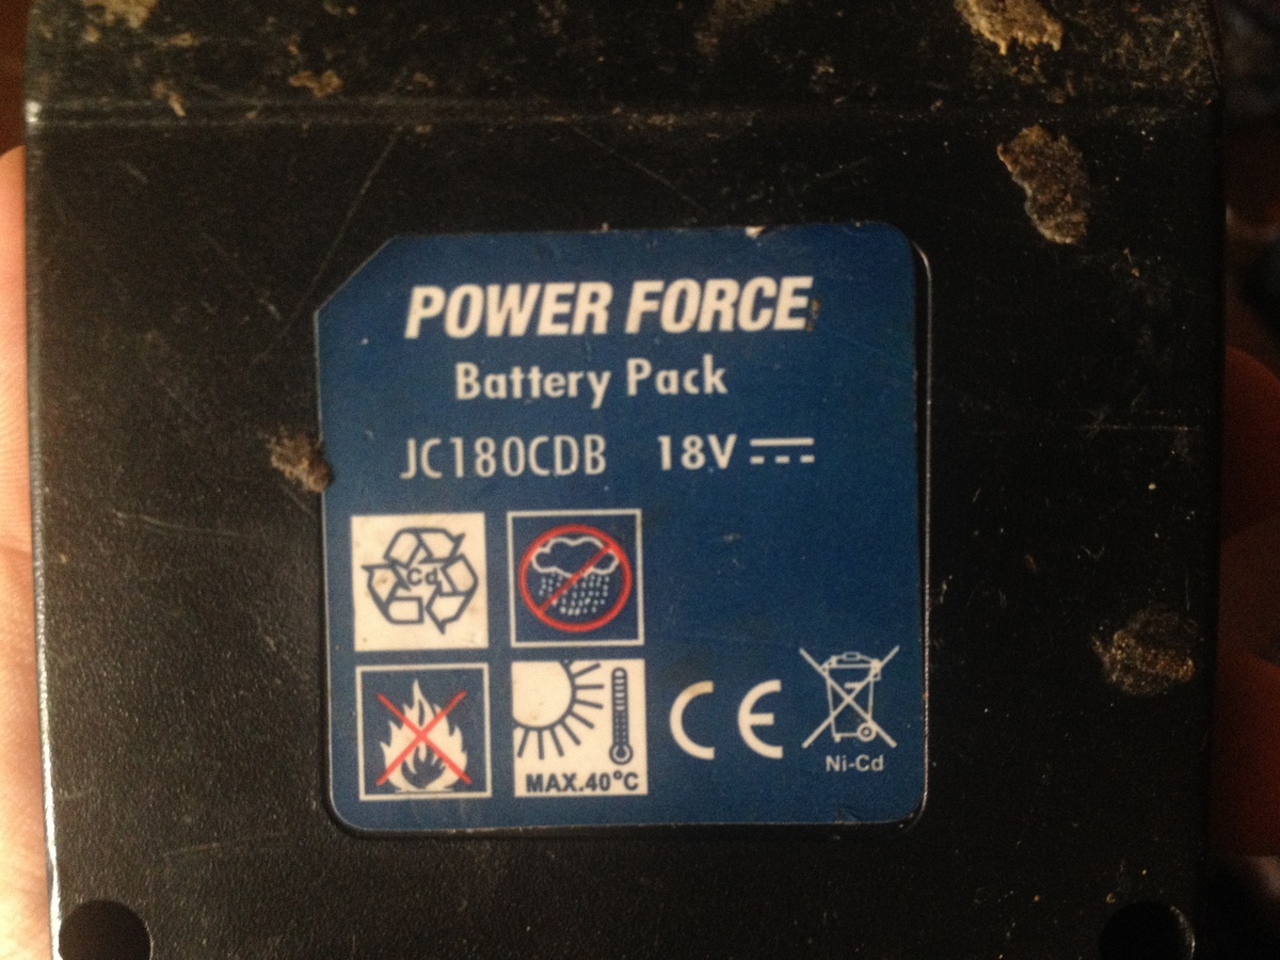 POWER FORCE
Battery Pack
JC180CDB 18V
Cd
MAX.40°C
CE
Ni-Cd